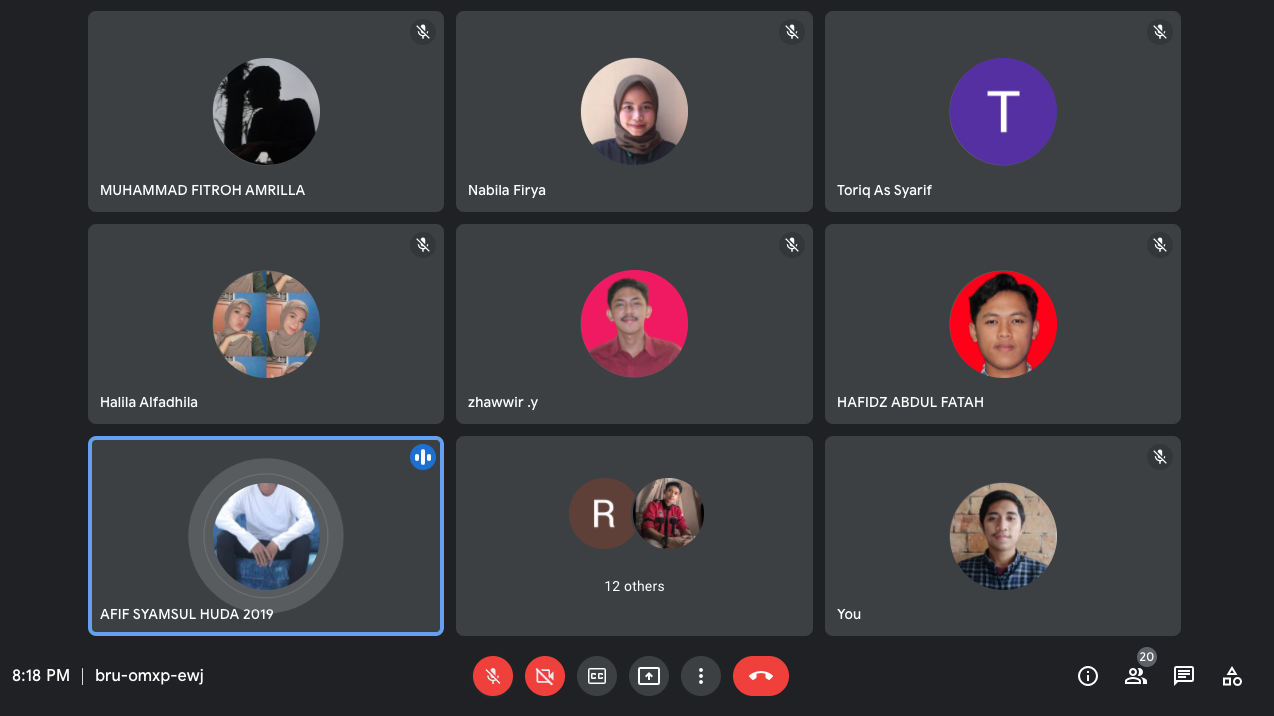 MUHAMMAD FITROH AMRILLA
Nabila Firya
T
Toriq As Syarif
Halila Alfadhila
zhawwir .y
HAFIDZ ABDUL FATAH
AFIF SYAMSUL HUDA 2019
R
12 others
You
8:18 PM | bru-omxp-ewj
CC
20